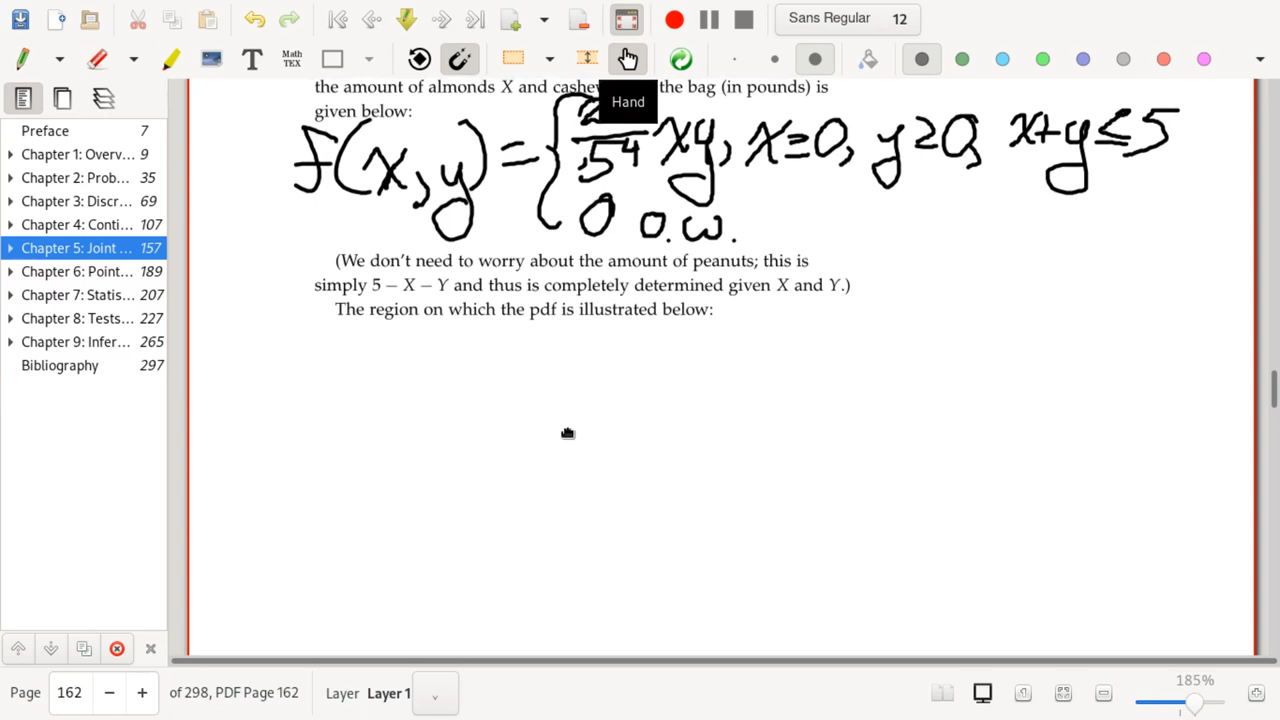 Sans Regular 12
Math
TEX
Preface 7
Chapter 1: Overv... 9
Chapter 2: Prob... 35
Chapter 3: Discr... 69
Chapter 4: Conti... 107
Chapter 5: Joint ... 157
Chapter 6: Point... 189
Chapter 7: Statis... 207
Chapter 8: Tests... 227
Chapter 9: Infer... 265
Bibliography 297
the amount of almonds X and the bag (in pounds) is
Hand
given below:
f(x,y) = { 5⁴ xy, x≥0, y≥0, x+y≤5
0 o.w.
(We don't need to worry about the amount of peanuts; this is
simply 5 − X − Y and thus is completely determined given X and Y.)
The region on which the pdf is illustrated below:
Page 162 of 298, PDF Page 162 Layer Layer 1 185%